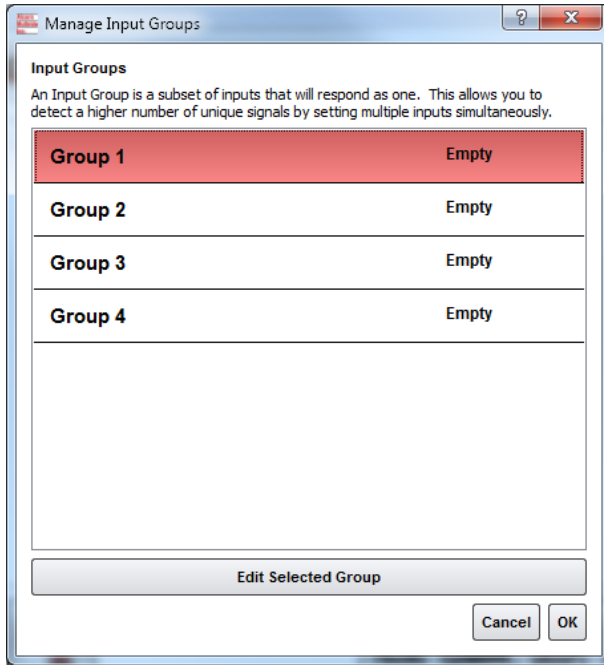 Manage Input Groups
Input Groups
An Input Group is a subset of inputs that will respond as one. This allows you to
detect a higher number of unique signals by setting multiple inputs simultaneously.
Group 1 Empty
Group 2 Empty
Group 3 Empty
Group 4 Empty
Edit Selected Group
Cancel OK